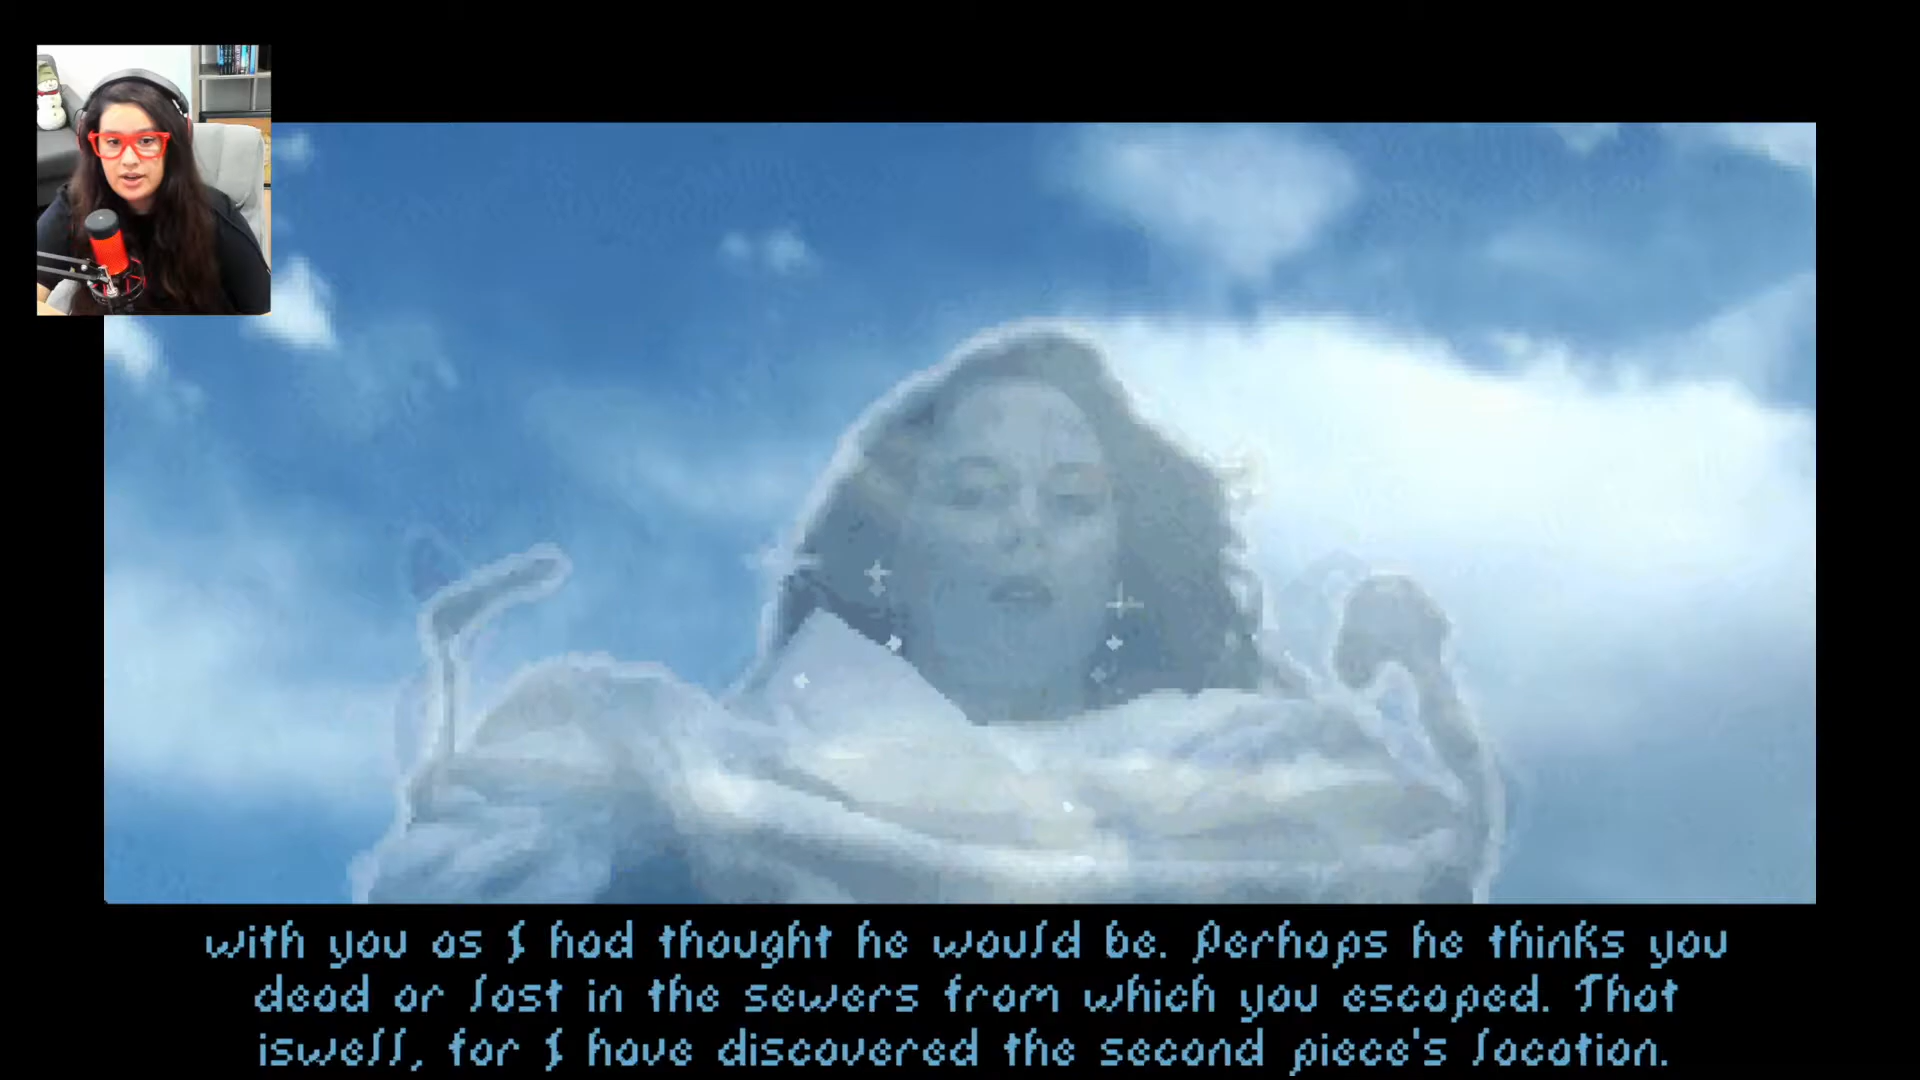 with you as I had thought he would be. Perhaps he thinks you
dead or lost in the sewers from which you escaped. That
iswell, for I have discovered the second piece's location.